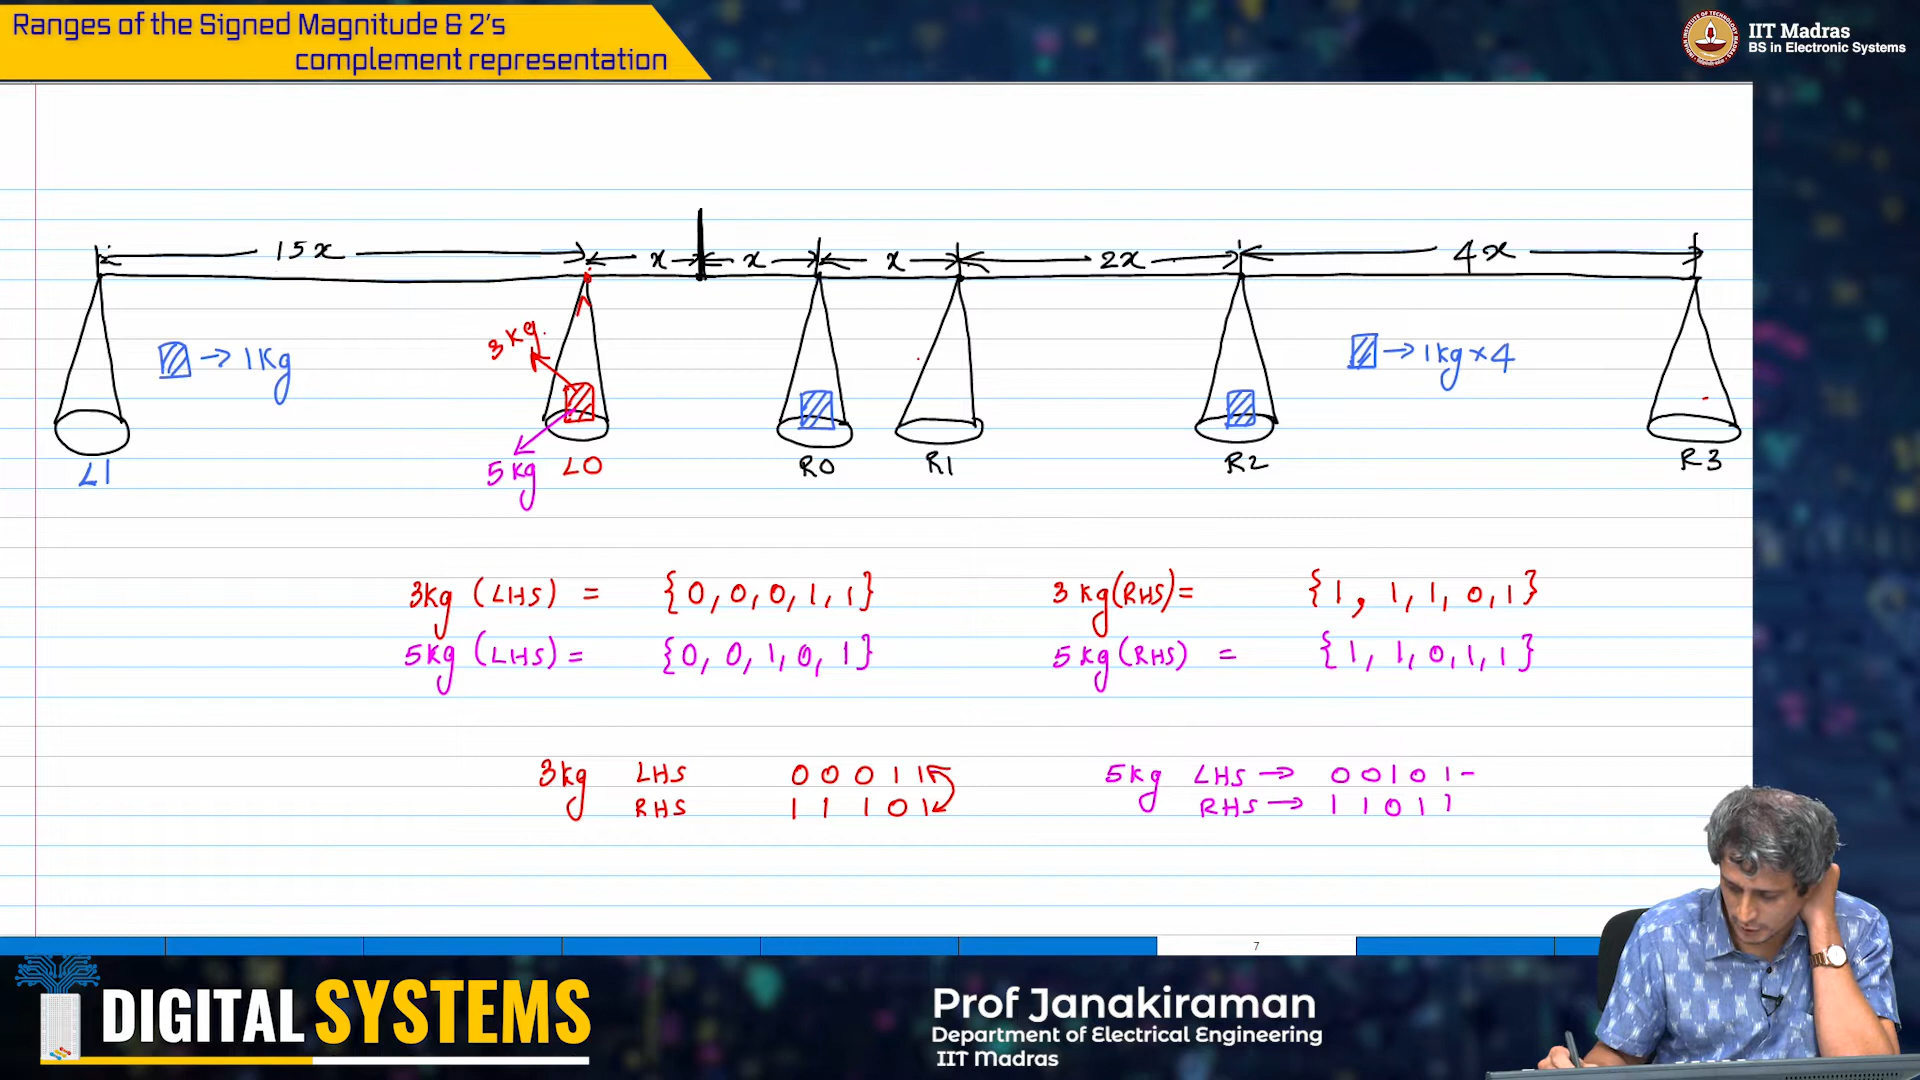 Ranges of the Signed Magnitude & 2's
complement representation
IIT Madras
BS in Electronic Systems
15x x x x 2x 4x
3kg.
→ 1Kg
→ 1kg×4
5kg
L1 L0 R0 R1 R2 R3
3kg (LHS) = {0, 0, 0, 1, 1} 3 kg(RHS) = {1, 1, 1, 0, 1}
5kg (LHS) = {0, 0, 1, 0, 1} 5kg(RHS) = {1, 1, 0, 1, 1}
3kg LHS 0 0 0 1 1 5kg LHS → 0 0 1 0 1 –
RHS 1 1 1 0 1 RHS → 1 1 0 1 1
7
DIGITAL SYSTEMS
Prof Janakiraman
Department of Electrical Engineering
IIT Madras